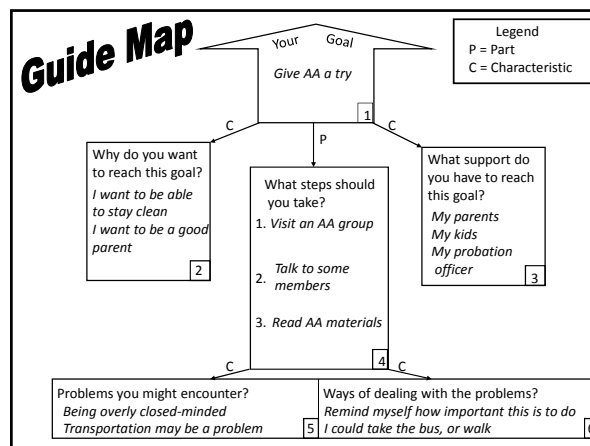 Guide Map
Your Goal
Give AA a try
1
Legend
P = Part
C = Characteristic
C
P
C
Why do you want
to reach this goal?
I want to be able
to stay clean
I want to be a good
parent
2
What steps should
you take?
1. Visit an AA group
2. Talk to some
members
3. Read AA materials
4
What support do
you have to reach
this goal?
My parents
My kids
My probation
officer
3
C
C
Problems you might encounter?
Being overly closed-minded
Transportation may be a problem
5
Ways of dealing with the problems?
Remind myself how important this is to do
I could take the bus, or walk
6